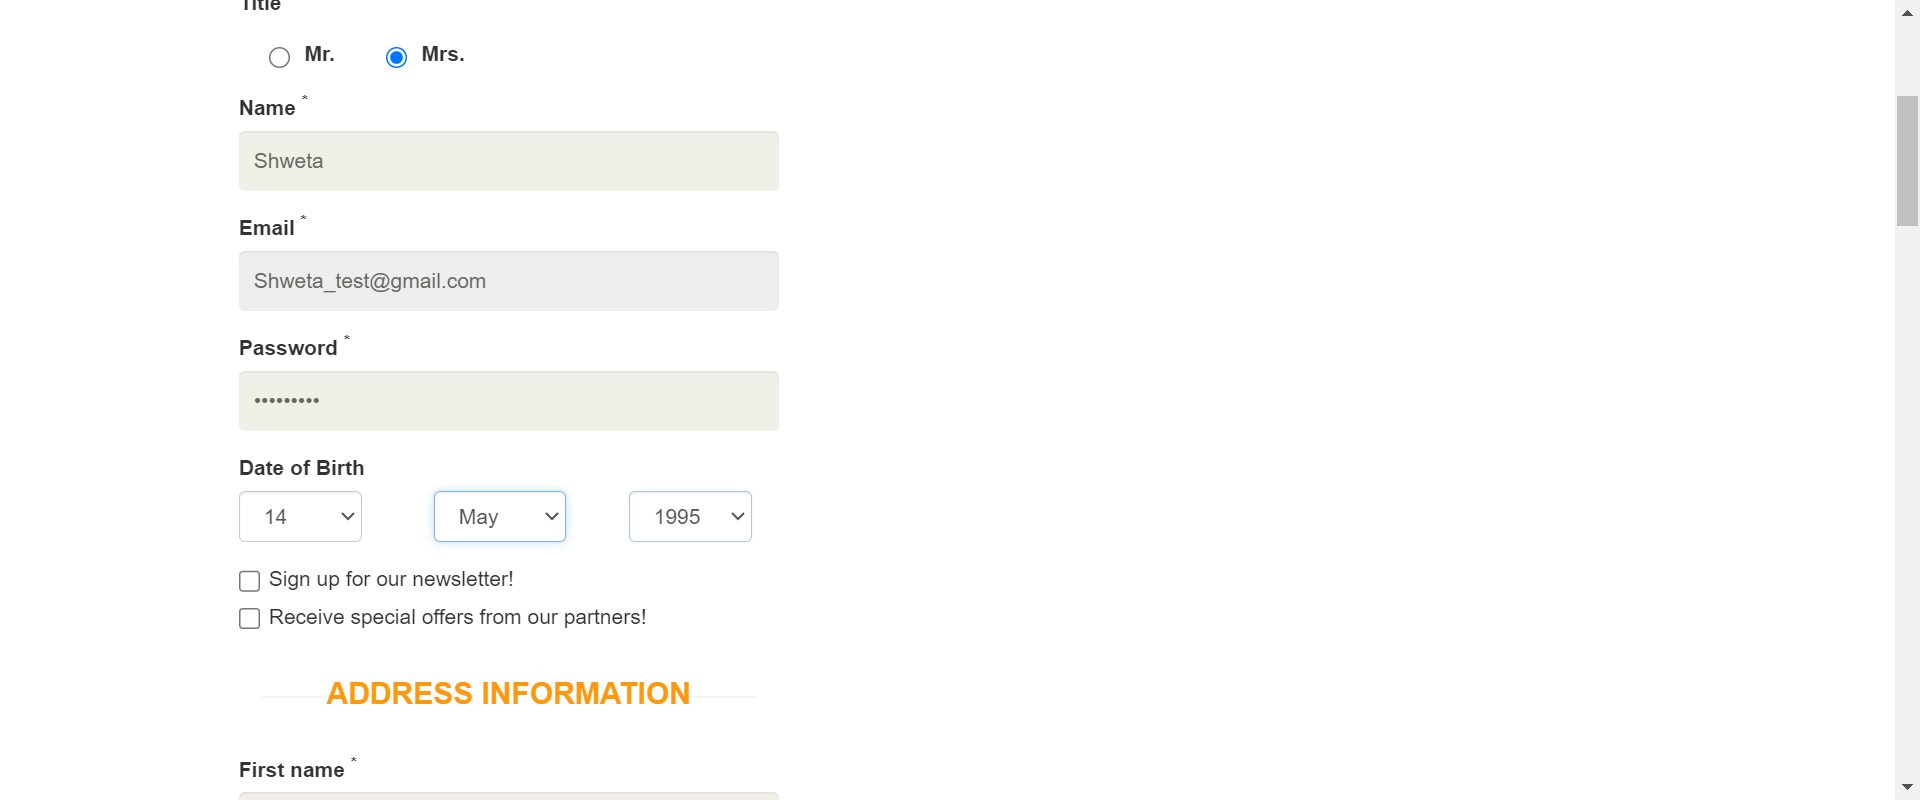 Title
Mr. Mrs.
Name *
Shweta
Email *
Shweta_test@gmail.com
Password *
•••••••••
Date of Birth
14 May 1995
Sign up for our newsletter!
Receive special offers from our partners!
ADDRESS INFORMATION
First name *